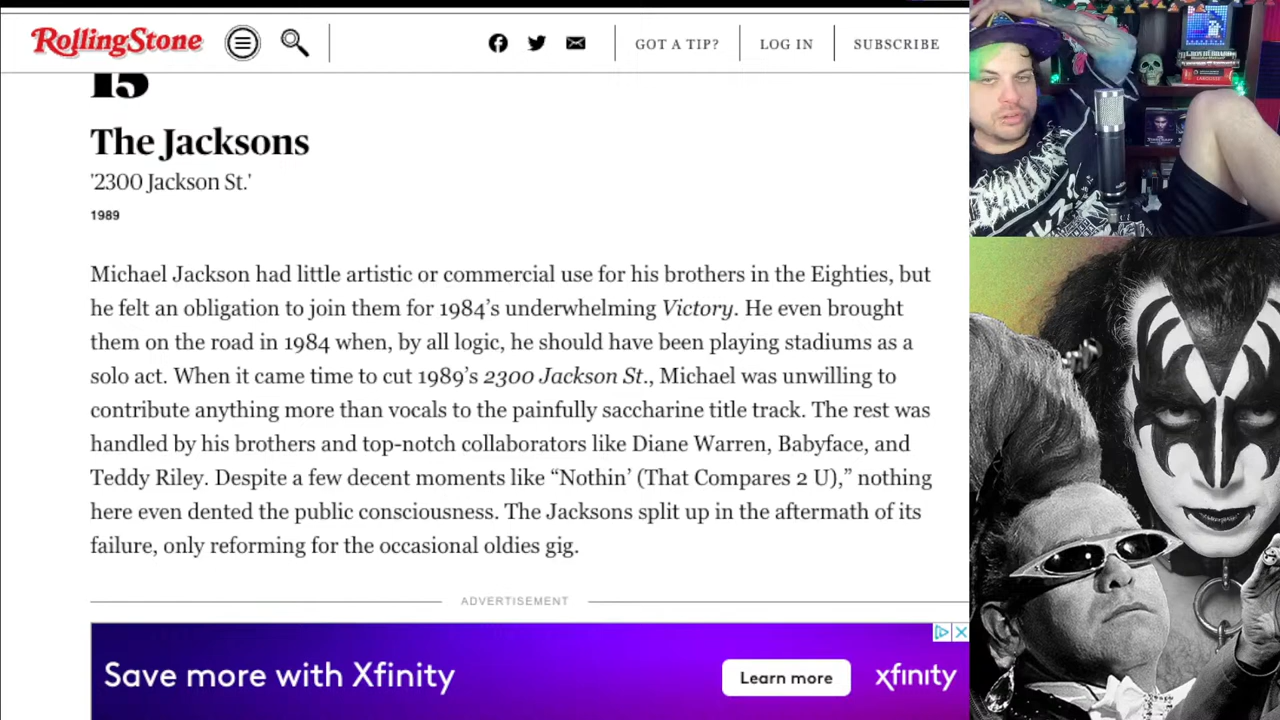 RollingStone
GOT A TIP?
LOG IN
SUBSCRIBE
15
The Jacksons
'2300 Jackson St.'
1989
Michael Jackson had little artistic or commercial use for his brothers in the Eighties, but
he felt an obligation to join them for 1984’s underwhelming Victory. He even brought
them on the road in 1984 when, by all logic, he should have been playing stadiums as a
solo act. When it came time to cut 1989’s 2300 Jackson St., Michael was unwilling to
contribute anything more than vocals to the painfully saccharine title track. The rest was
handled by his brothers and top-notch collaborators like Diane Warren, Babyface, and
Teddy Riley. Despite a few decent moments like “Nothin’ (That Compares 2 U),” nothing
here even dented the public consciousness. The Jacksons split up in the aftermath of its
failure, only reforming for the occasional oldies gig.
ADVERTISEMENT
Save more with Xfinity
Learn more
xfinity